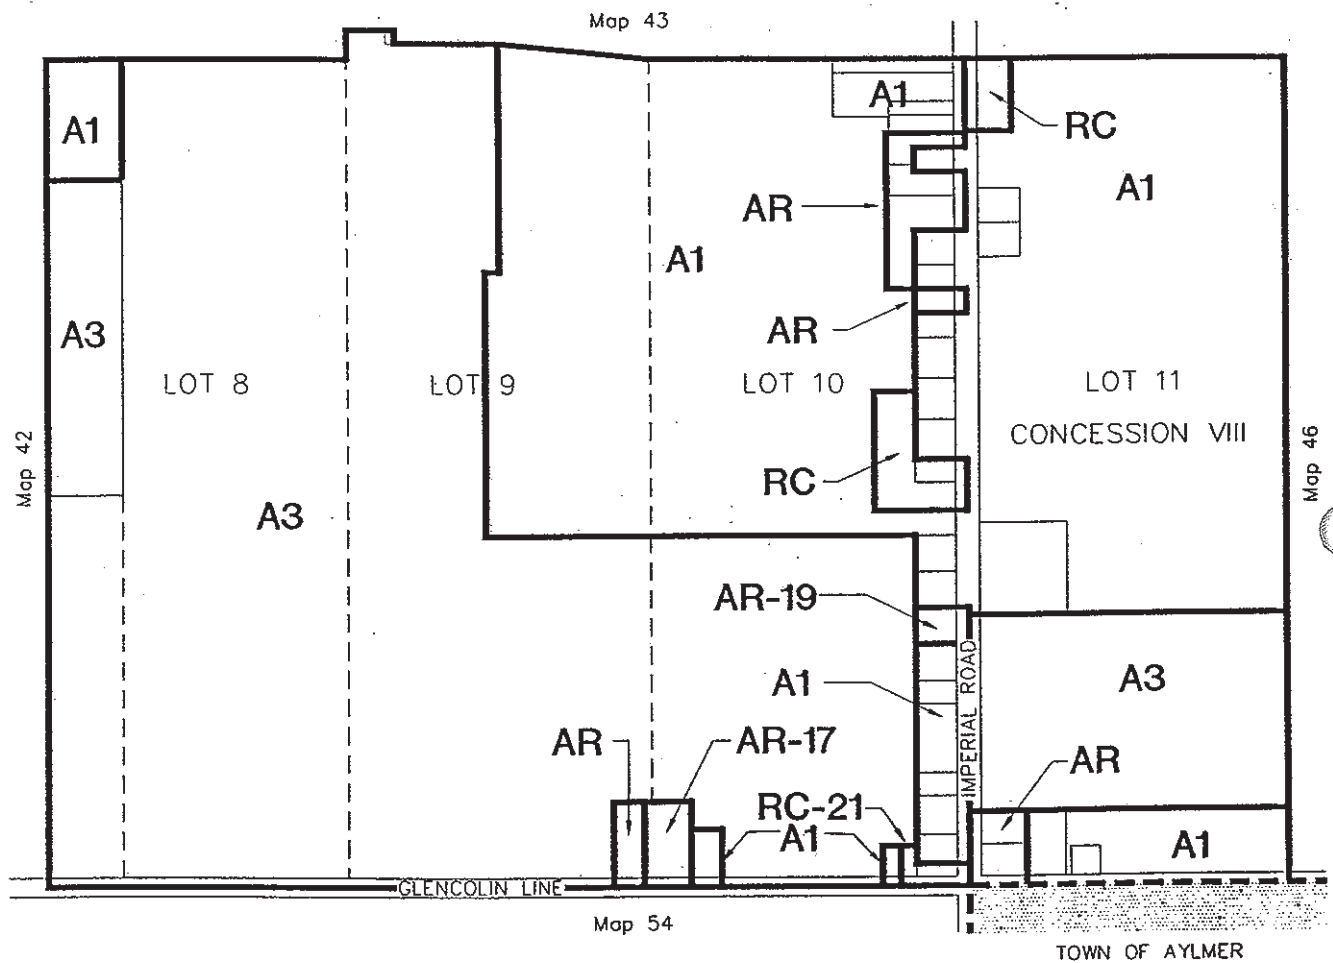 Map 43
A1
A1
RC
A1
AR
A1
AR
A3
LOT 8
LOT 9
LOT 10
LOT 11
CONCESSION VIII
Map 42
Map 46
RC
A3
AR-19
A1
A3
IMPERIAL ROAD
AR
AR-17
AR
RC-21
A1
A1
GLENCOLIN LINE
Map 54
TOWN OF AYLMER